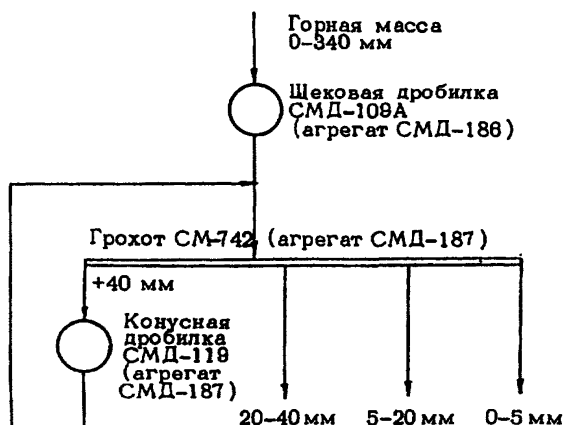 Горная масса
0-340 мм
Щековая дробилка
СМД-109А
(агрегат СМД-186)
Грохот СМ-742 (агрегат СМД-187)
+40 мм
Конусная
дробилка
СМД-119
(агрегат
СМД-187)
20-40 мм 5-20 мм 0-5 мм